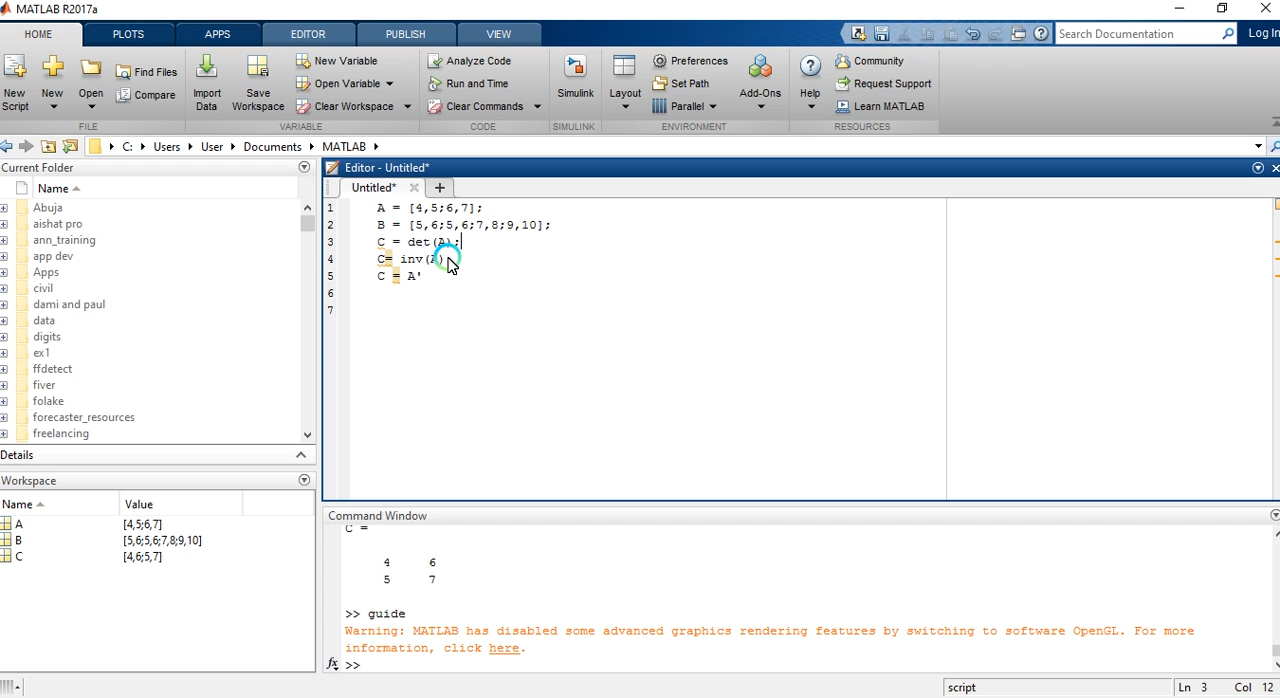 MATLAB R2017a
HOME PLOTS APPS EDITOR PUBLISH VIEW Search Documentation Log In
New Script New Open Find Files Compare Import Data Save Workspace New Variable Open Variable Clear Workspace Analyze Code Run and Time Clear Commands Simulink Layout Preferences Set Path Parallel Add-Ons Help Community Request Support Learn MATLAB
FILE VARIABLE CODE SIMULINK ENVIRONMENT RESOURCES
C: Users User Documents MATLAB
Current Folder
Name
Abuja
aishat pro
ann_training
app dev
Apps
civil
dami and paul
data
digits
ex1
ffdetect
fiver
folake
forecaster_resources
freelancing
Details
Workspace
Name Value
A [4,5;6,7]
B [5,6;5,6;7,8;9,10]
C [4,6;5,7]
Editor - Untitled*
Untitled*
1 A = [4,5;6,7];
2 B = [5,6;5,6;7,8;9,10];
3 C = det(A);
4 C= inv(A)
5 C = A'
6
7
Command Window
C =
4 6
5 7
>> guide
Warning: MATLAB has disabled some advanced graphics rendering features by switching to software OpenGL. For more
information, click here.
fx >>
script Ln 3 Col 12